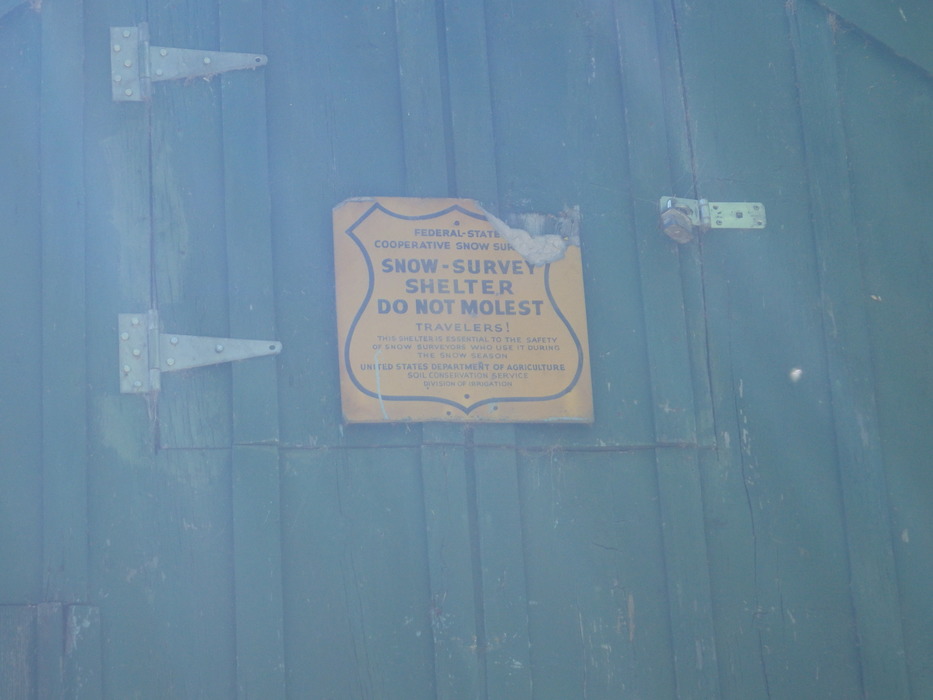 FEDERAL-STATE
COOPERATIVE SNOW SUR
SNOW-SURVEY
SHELTER
DO NOT MOLEST
TRAVELERS!
THIS SHELTER IS ESSENTIAL TO THE SAFETY
OF SNOW SURVEYORS WHO USE IT DURING
THE SNOW SEASON
UNITED STATES DEPARTMENT OF AGRICULTURE
SOIL CONSERVATION SERVICE
DIVISION OF IRRIGATION